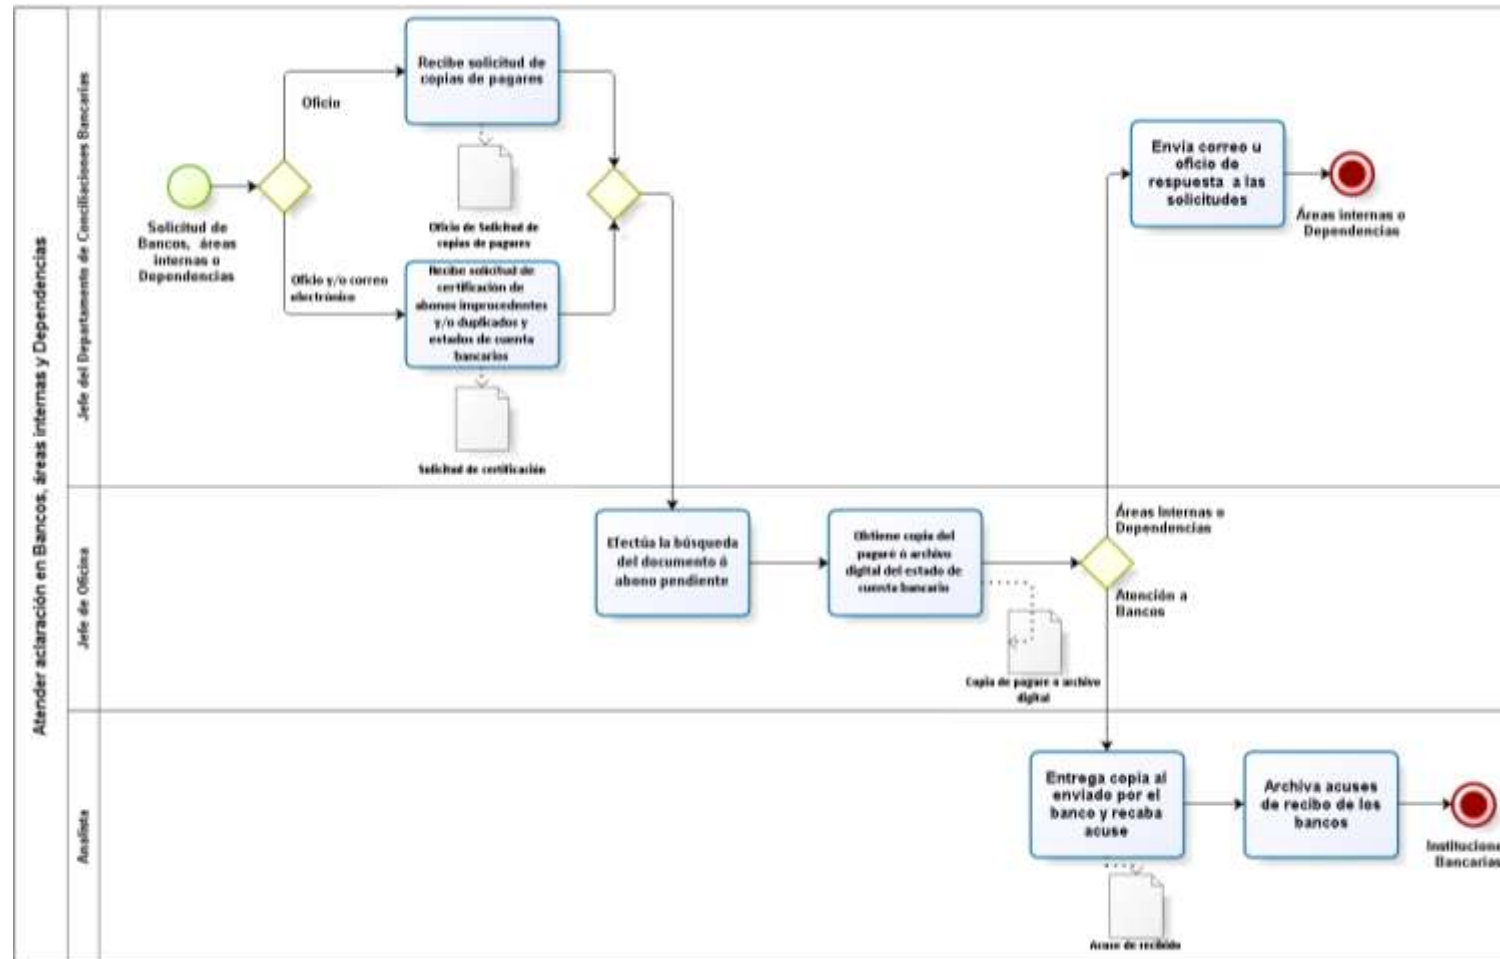 Atender aclaración en Bancos, áreas internas y Dependencias
Jefe del Departamento de Conciliaciones Bancarias
Solicitud de
Bancos, áreas
internas o
Dependencias
Oficio
Recibe solicitud de
copias de pagares
Oficio de Solicitud de
copias de pagares
Oficio y/o correo
electrónico
Recibe solicitud de
certificación de
abonos improcedentes
y/o duplicados y
estados de cuenta
bancarios
Solicitud de certificación
Envia correo u
oficio de
respuesta a las
solicitudes
Áreas internas o
Dependencias
Jefe de Oficina
Efectúa la búsqueda
del documento ó
abono pendiente
Obtiene copia del
pagaré ó archivo
digital del estado de
cuenta bancario
Copia de pagare o archivo
digital
Áreas Internas o
Dependencias
Atención a
Bancos
Analista
Entrega copia al
enviado por el
banco y recaba
acuse
Acuse de recibido
Archiva acuses
de recibo de los
bancos
Institucione
Bancarias